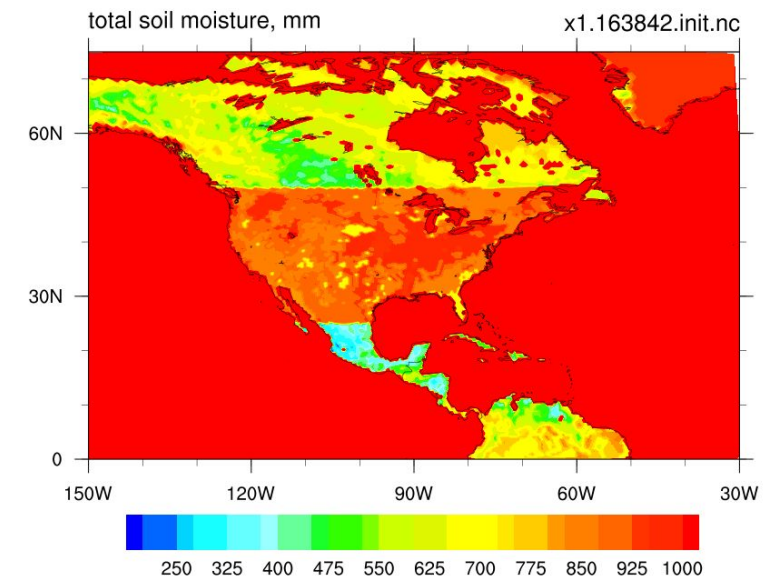 total soil moisture, mm x1.163842.init.nc
60N
30N
0
150W 120W 90W 60W 30W
250 325 400 475 550 625 700 775 850 925 1000